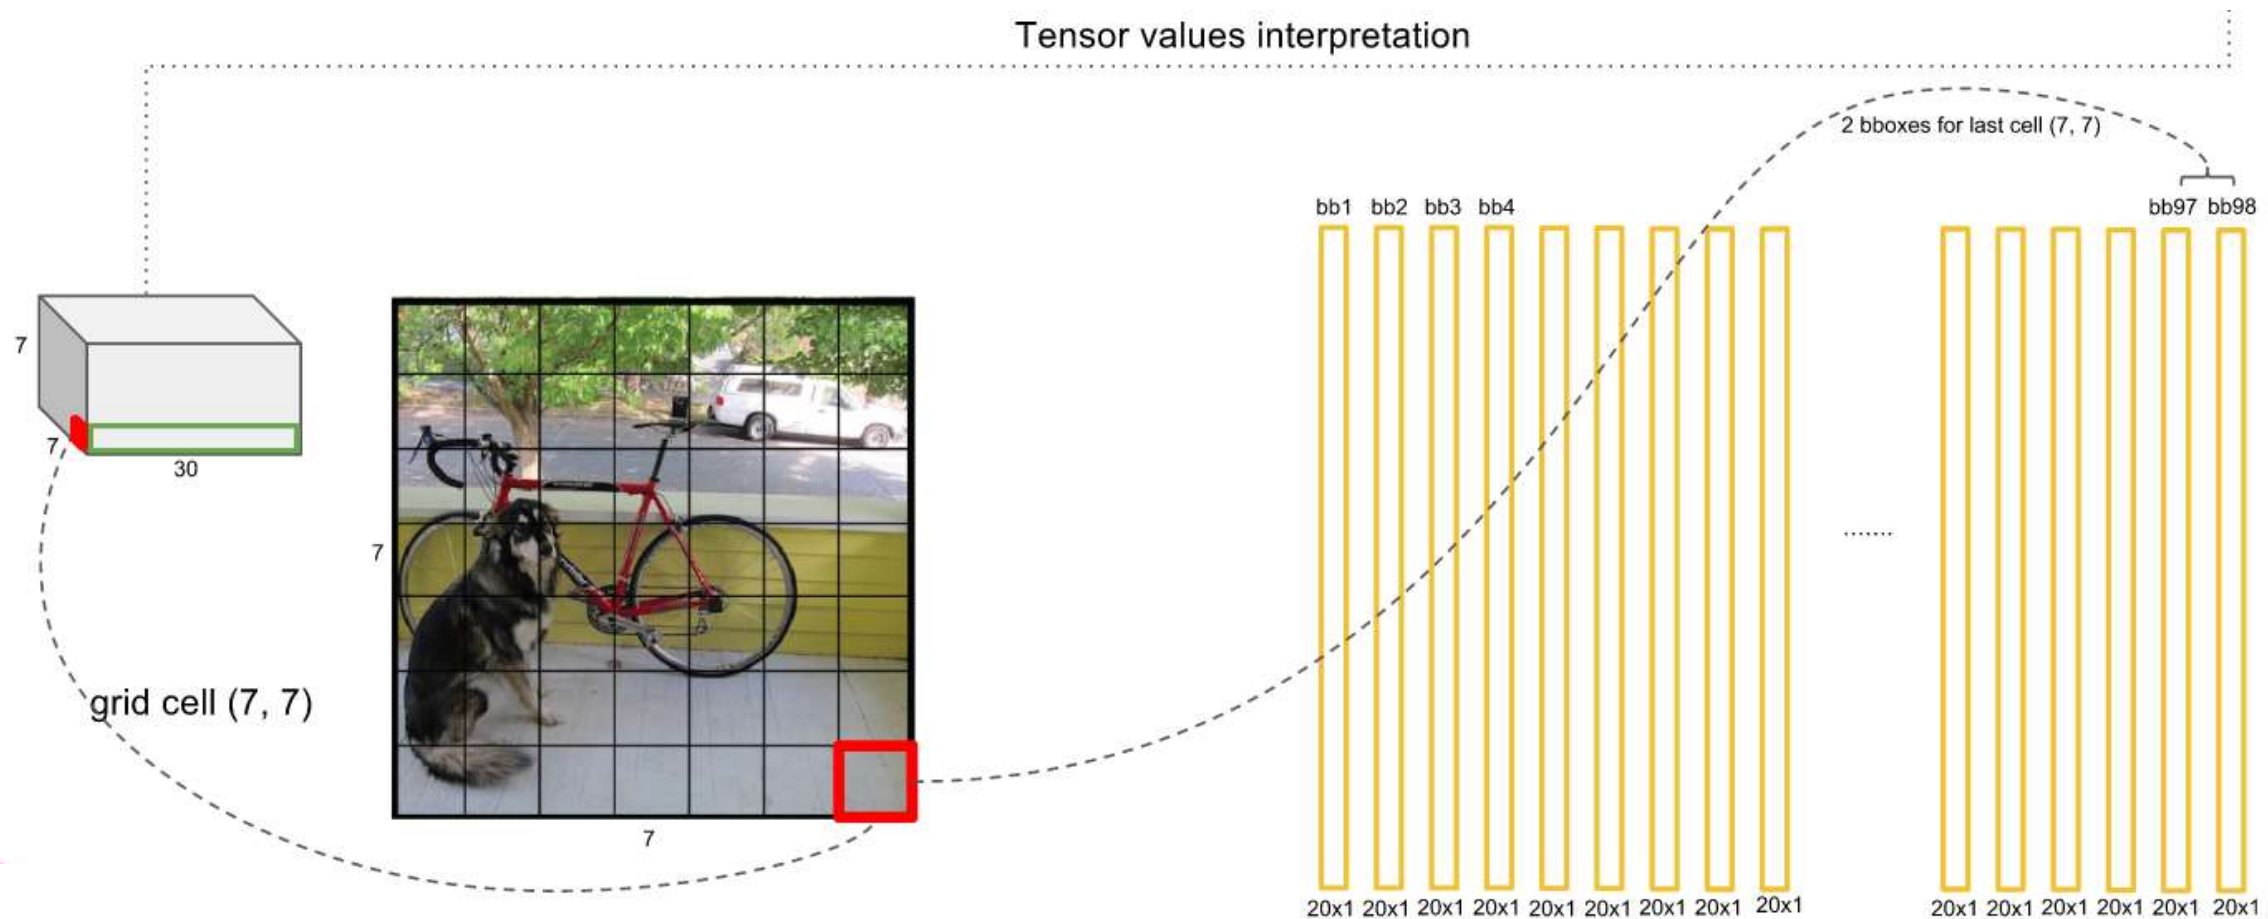 Tensor values interpretation
2 bboxes for last cell (7, 7)
bb1 bb2 bb3 bb4 bb97 bb98
7
7
30
7
7
grid cell (7, 7)
.......
20x1 20x1 20x1 20x1 20x1 20x1 20x1 20x1 20x1 20x1 20x1 20x1 20x1 20x1 20x1